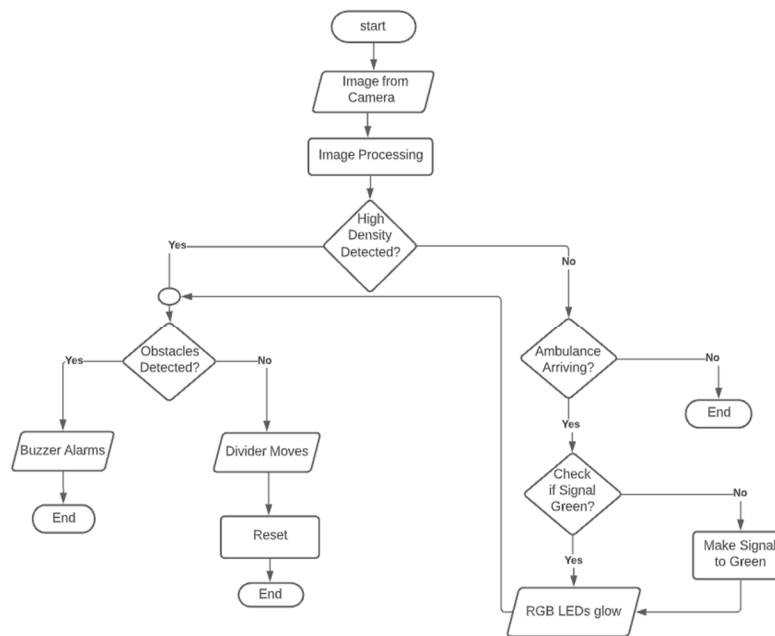 start
Image from
Camera
Image Processing
High
Density
Detected?
Yes
No
Obstacles
Detected?
Yes
No
Ambulance
Arriving?
No
End
Yes
Buzzer Alarms
Divider Moves
Check
if Signal
Green?
No
End
Reset
Make Signal
to Green
Yes
End
RGB LEDs glow